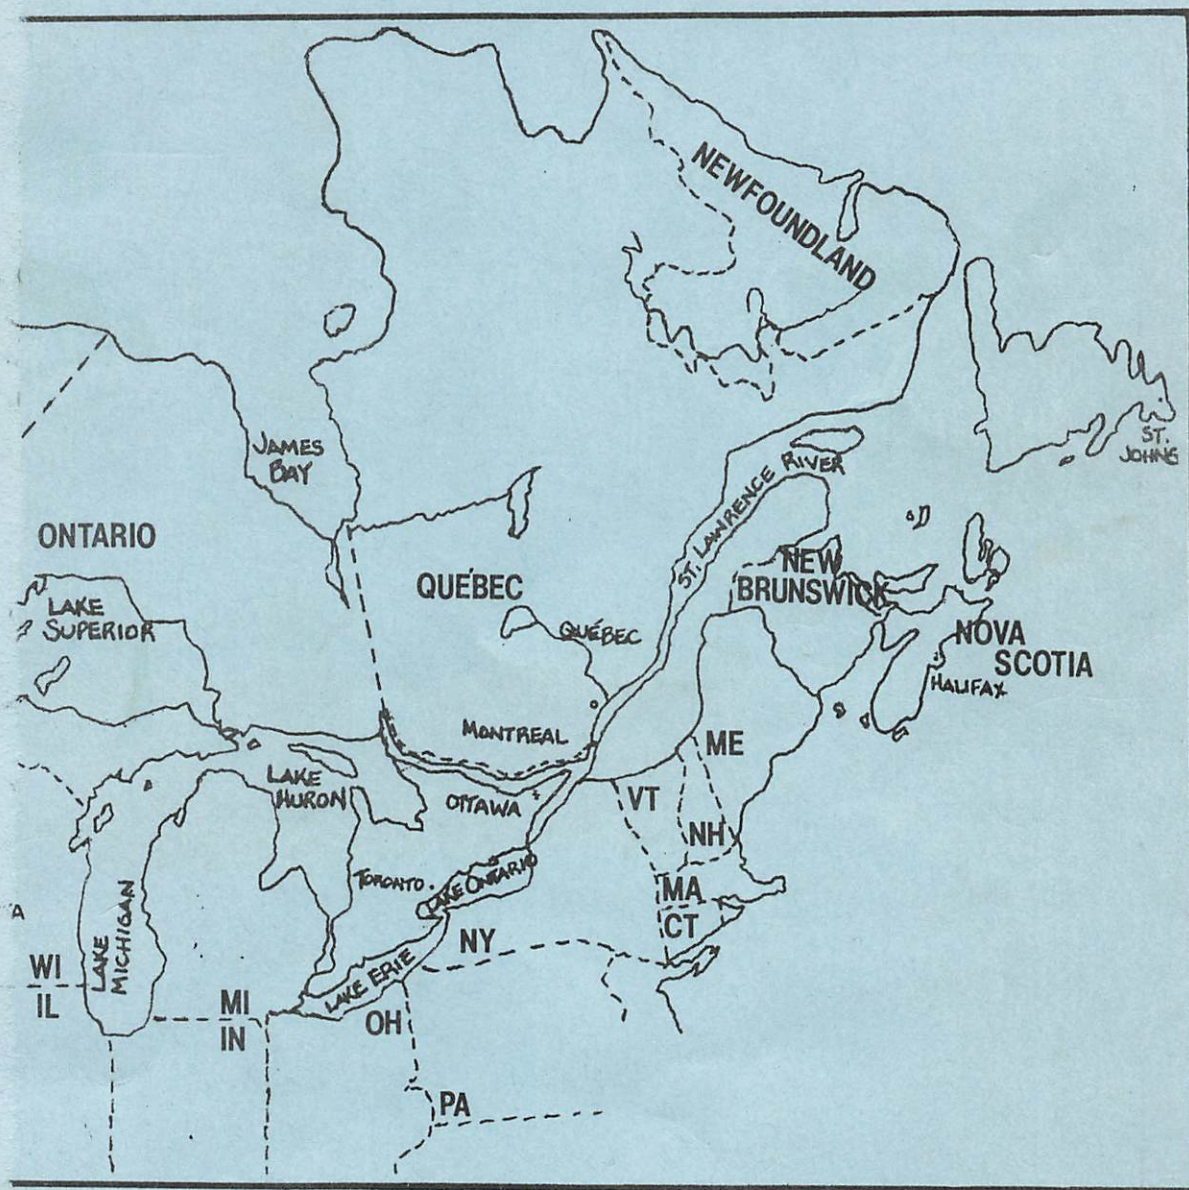 NEWFOUNDLAND
ST.
JOHNS
JAMES
BAY
ST. LAWRENCE RIVER
ONTARIO
QUÉBEC
NEW
BRUNSWICK
LAKE
SUPERIOR
QUÉBEC
NOVA
SCOTIA
HALIFAX
MONTREAL
ME
LAKE
HURON
OTTAWA
VT
NH
TORONTO
LAKE ONTARIO
MA
CT
A
LAKE
MICHIGAN
NY
LAKE ERIE
WI
IL
MI
IN
OH
PA